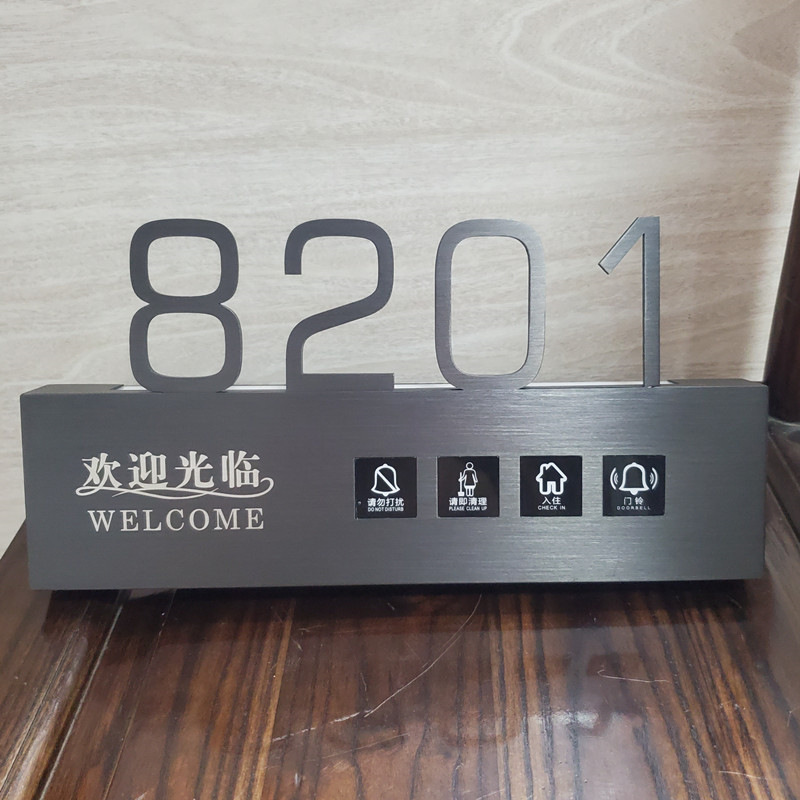 8201
欢迎光临
WELCOME
请勿打扰
DO NOT DISTURB
请即清理
PLEASE CLEAN UP
入住
CHECK IN
门铃
DOORBELL